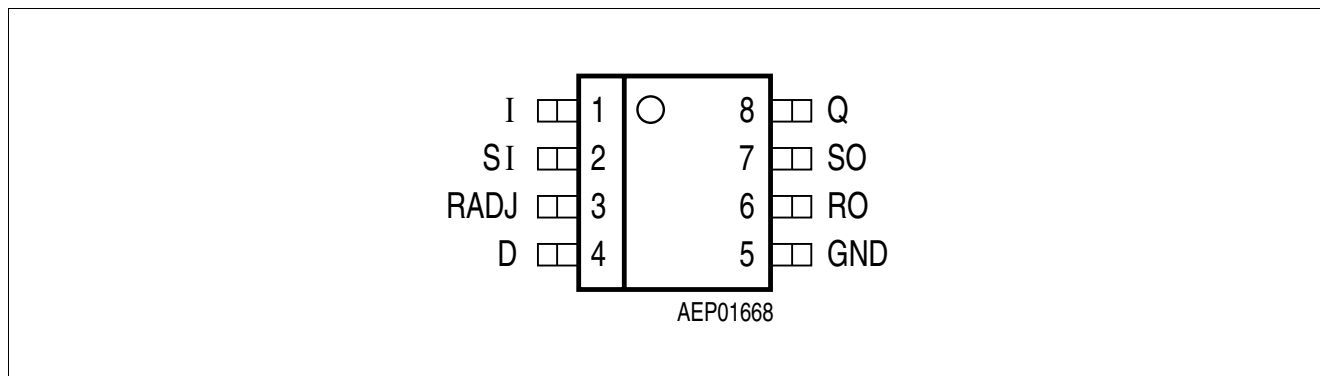 I 1 8 Q
SI 2 7 SO
RADJ 3 6 RO
D 4 5 GND
AEP01668